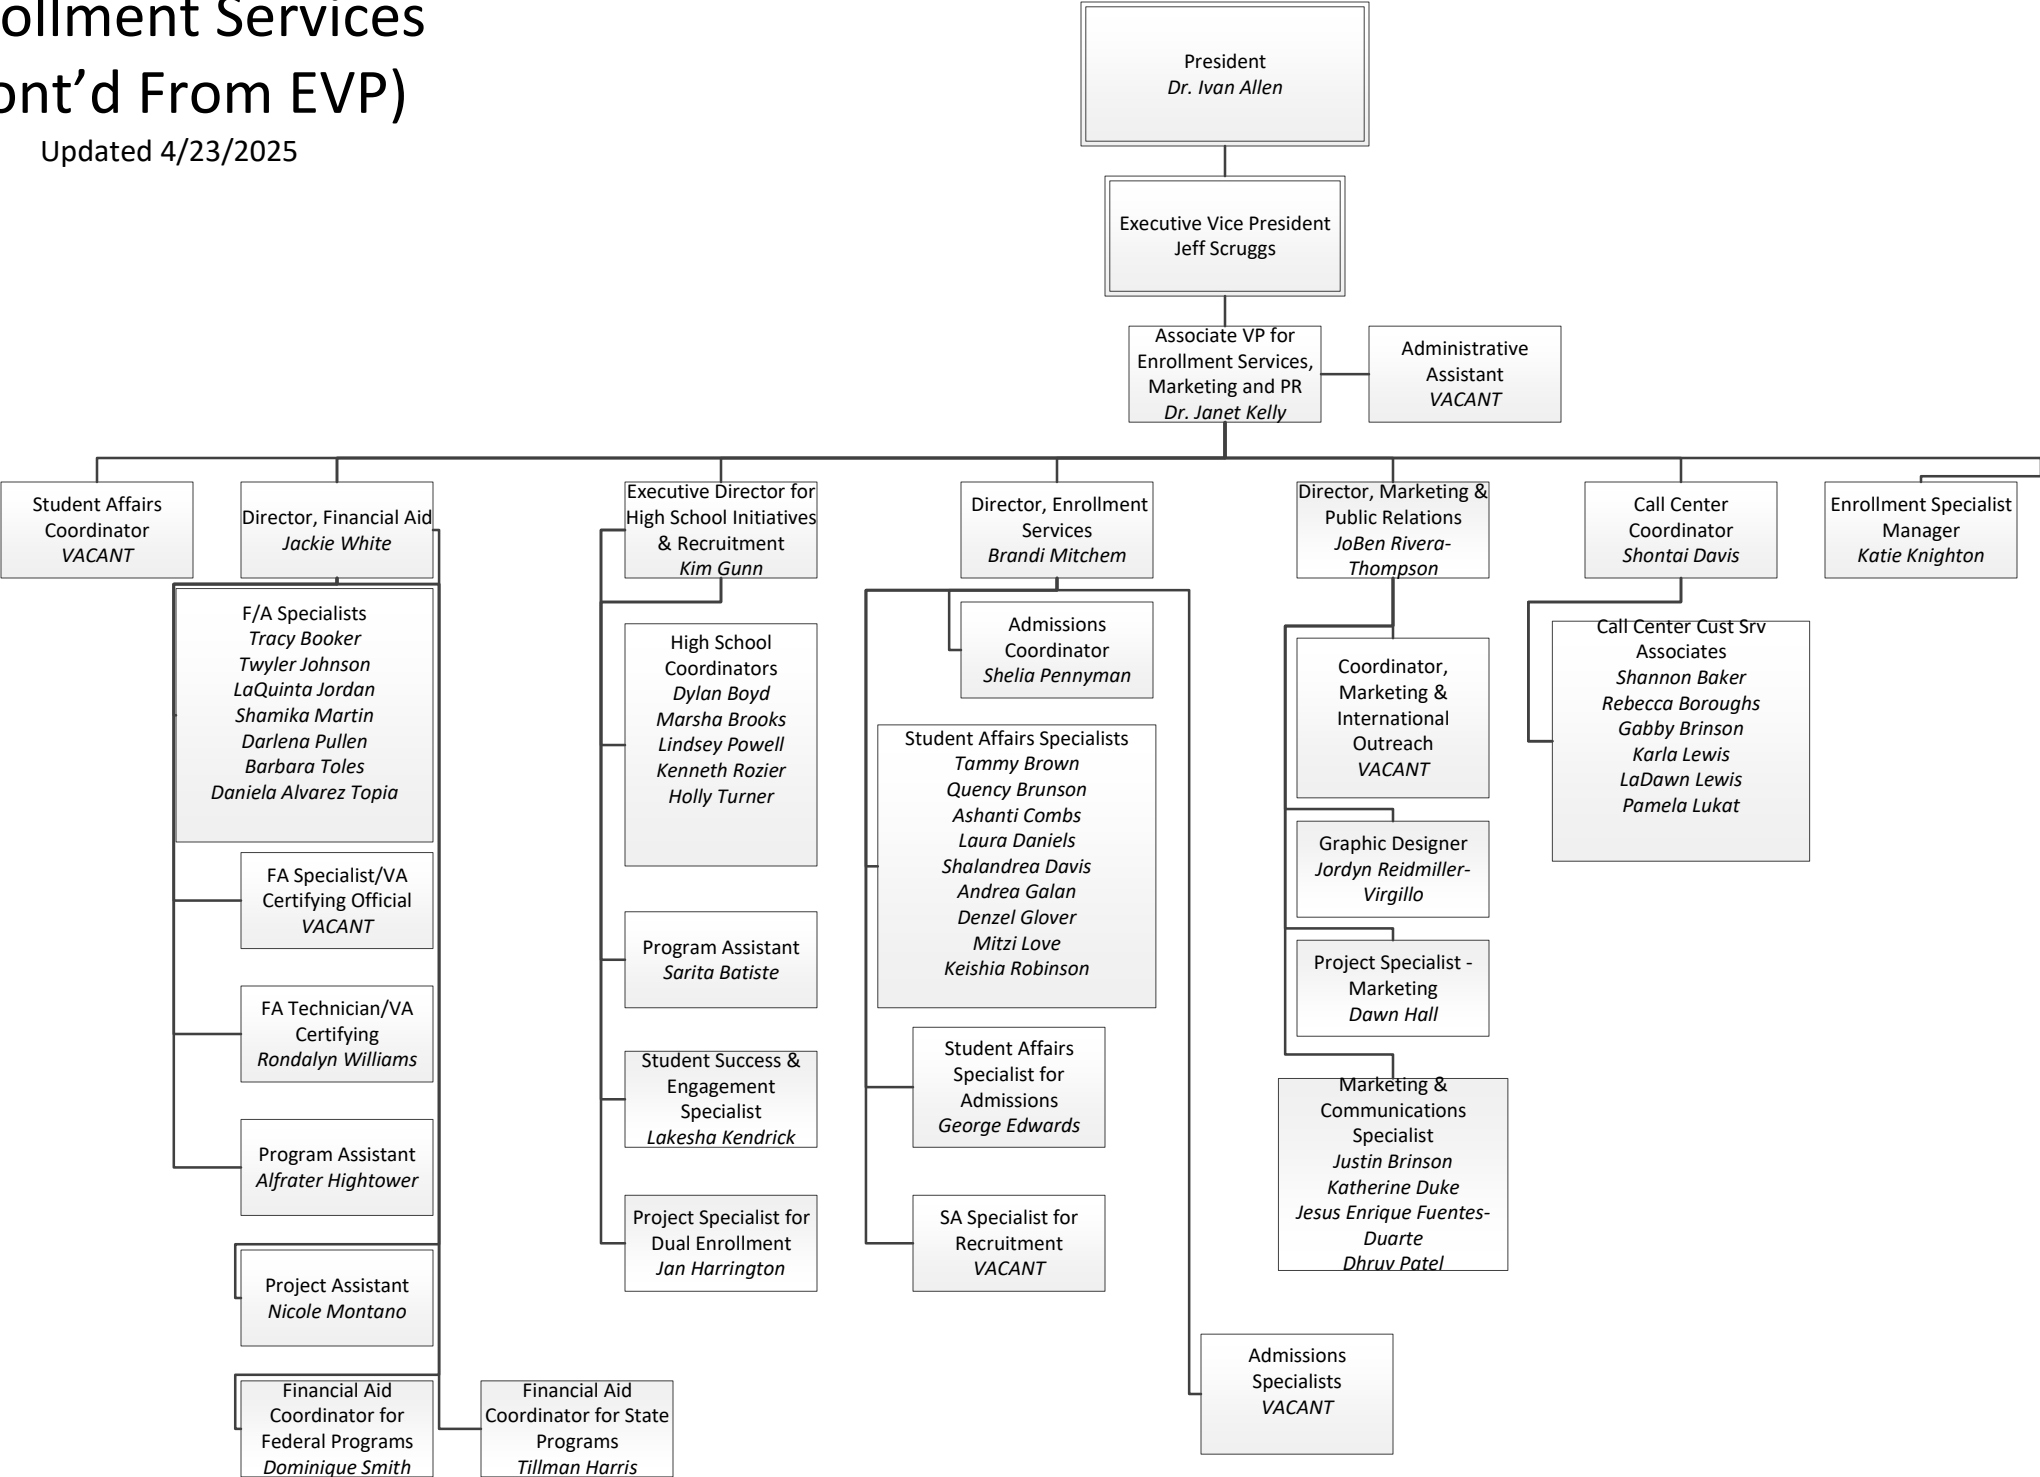 ollment Services
ont’d From EVP)
Updated 4/23/2025
President
Dr. Ivan Allen
Executive Vice President
Jeff Scruggs
Associate VP for
Enrollment Services,
Marketing and PR
Dr. Janet Kelly
Administrative
Assistant
VACANT
Student Affairs
Coordinator
VACANT
Director, Financial Aid
Jackie White
Executive Director for
High School Initiatives
& Recruitment
Kim Gunn
Director, Enrollment
Services
Brandi Mitchem
Director, Marketing &
Public Relations
JoBen Rivera-
Thompson
Call Center
Coordinator
Shontai Davis
Enrollment Specialist
Manager
Katie Knighton
F/A Specialists
Tracy Booker
Twyler Johnson
LaQuinta Jordan
Shamika Martin
Darlena Pullen
Barbara Toles
Daniela Alvarez Topia
FA Specialist/VA
Certifying Official
VACANT
FA Technician/VA
Certifying
Rondalyn Williams
Program Assistant
Alfrater Hightower
Project Assistant
Nicole Montano
Financial Aid
Coordinator for
Federal Programs
Dominique Smith
Financial Aid
Coordinator for State
Programs
Tillman Harris
High School
Coordinators
Dylan Boyd
Marsha Brooks
Lindsey Powell
Kenneth Rozier
Holly Turner
Program Assistant
Sarita Batiste
Student Success &
Engagement
Specialist
Lakesha Kendrick
Project Specialist for
Dual Enrollment
Jan Harrington
Admissions
Coordinator
Shelia Pennyman
Student Affairs Specialists
Tammy Brown
Quency Brunson
Ashanti Combs
Laura Daniels
Shalandrea Davis
Andrea Galan
Denzel Glover
Mitzi Love
Keishia Robinson
Student Affairs
Specialist for
Admissions
George Edwards
SA Specialist for
Recruitment
VACANT
Admissions
Specialists
VACANT
Coordinator,
Marketing &
International
Outreach
VACANT
Graphic Designer
Jordyn Reidmiller-
Virgillo
Project Specialist -
Marketing
Dawn Hall
Marketing &
Communications
Specialist
Justin Brinson
Katherine Duke
Jesus Enrique Fuentes-
Duarte
Dhruv Patel
Call Center Cust Srv
Associates
Shannon Baker
Rebecca Boroughs
Gabby Brinson
Karla Lewis
LaDawn Lewis
Pamela Lukat